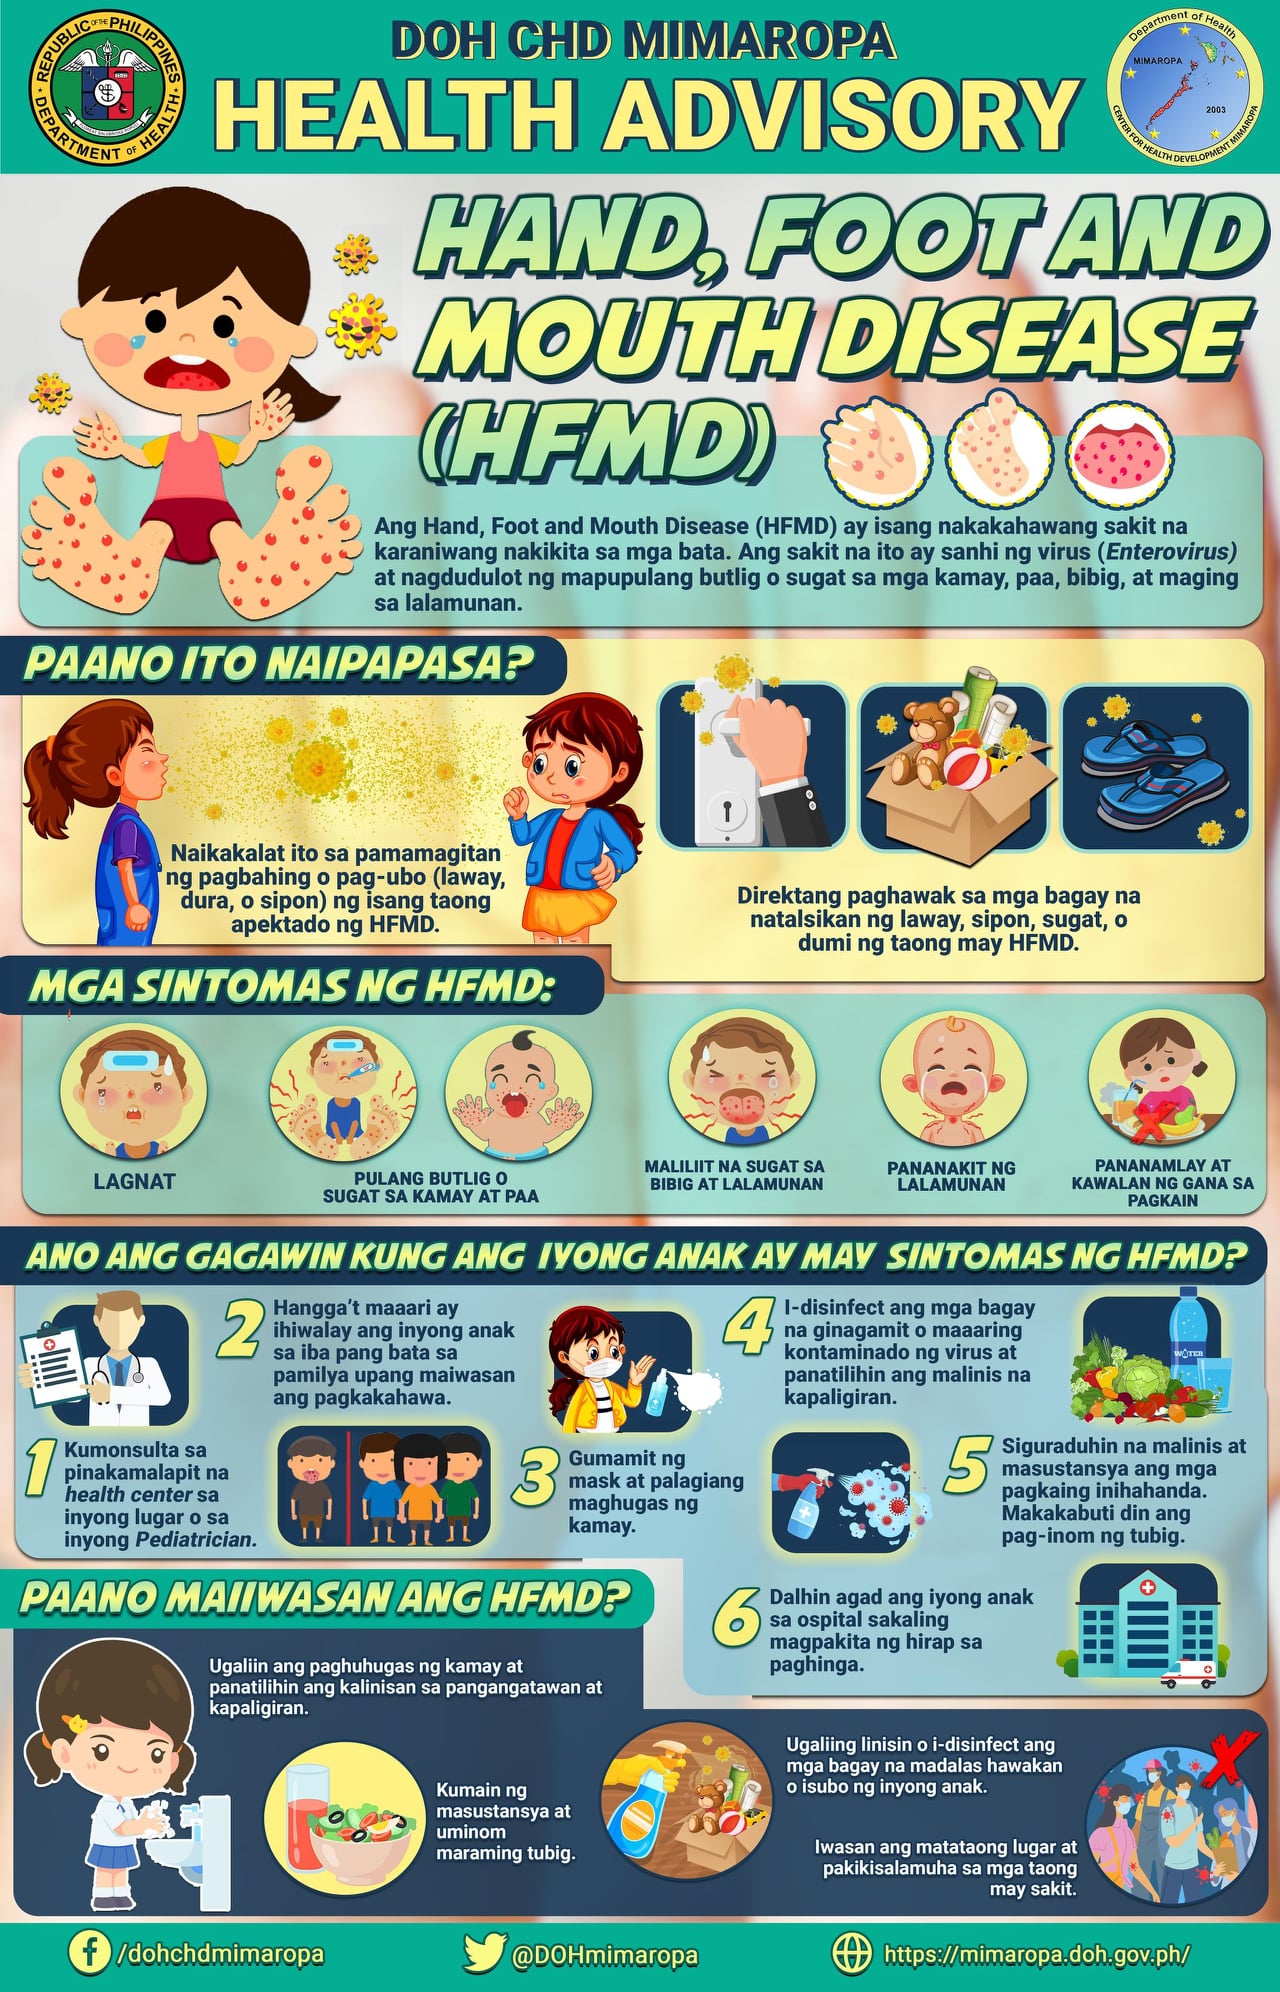 REPUBLIC OF THE PHILIPPINES
DEPARTMENT OF HEALTH
DOH CHD MIMAROPA
HEALTH ADVISORY
Department of Health
MIMAROPA
2003
CENTER FOR HEALTH DEVELOPMENT MIMAROPA
HAND, FOOT AND
MOUTH DISEASE
(HFMD)
Ang Hand, Foot and Mouth Disease (HFMD) ay isang nakakahawang sakit na
karaniwang nakikita sa mga bata. Ang sakit na ito ay sanhi ng virus (Enterovirus)
at nagdudulot ng mapupulang butlig o sugat sa mga kamay, paa, bibig, at maging
sa lalamunan.
PAANO ITO NAIPAPASA?
Naikakalat ito sa pamamagitan
ng pagbahing o pag-ubo (laway,
dura, o sipon) ng isang taong
apektado ng HFMD.
Direktang paghawak sa mga bagay na
natalsikan ng laway, sipon, sugat, o
dumi ng taong may HFMD.
MGA SINTOMAS NG HFMD:
LAGNAT
PULANG BUTLIG O
SUGAT SA KAMAY AT PAA
MALILIIT NA SUGAT SA
BIBIG AT LALAMUNAN
PANANAKIT NG
LALAMUNAN
PANANAMLAY AT
KAWALAN NG GANA SA
PAGKAIN
ANO ANG GAGAWIN KUNG ANG IYONG ANAK AY MAY SINTOMAS NG HFMD?
1
Kumonsulta sa
pinakamalapit na
health center sa
inyong lugar o sa
inyong Pediatrician.
2
Hangga't maaari ay
ihiwalay ang inyong anak
sa iba pang bata sa
pamilya upang maiwasan
ang pagkakahawa.
3
Gumamit ng
mask at palagiang
maghugas ng
kamay.
4
I-disinfect ang mga bagay
na ginagamit o maaaring
kontaminado ng virus at
panatilihin ang malinis na
kapaligiran.
WATER
5
Siguraduhin na malinis at
masustansya ang mga
pagkaing inihahanda.
Makakabuti din ang
pag-inom ng tubig.
6
Dalhin agad ang iyong anak
sa ospital sakaling
magpakita ng hirap sa
paghinga.
PAANO MAIIWASAN ANG HFMD?
Ugaliin ang paghuhugas ng kamay at
panatilihin ang kalinisan sa pangangatawan at
kapaligiran.
Kumain ng
masustansya at
uminom
maraming tubig.
Ugaliing linisin o i-disinfect ang
mga bagay na madalas hawakan
o isubo ng inyong anak.
Iwasan ang matataong lugar at
pakikisalamuha sa mga taong
may sakit.
/dohchdmimaropa
@DOHmimaropa
https://mimaropa.doh.gov.ph/